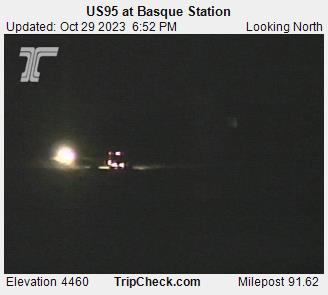 US95 at Basque Station
Updated: Oct 29 2023 6:52 PM Looking North
Elevation 4460 TripCheck.com Milepost 91.62